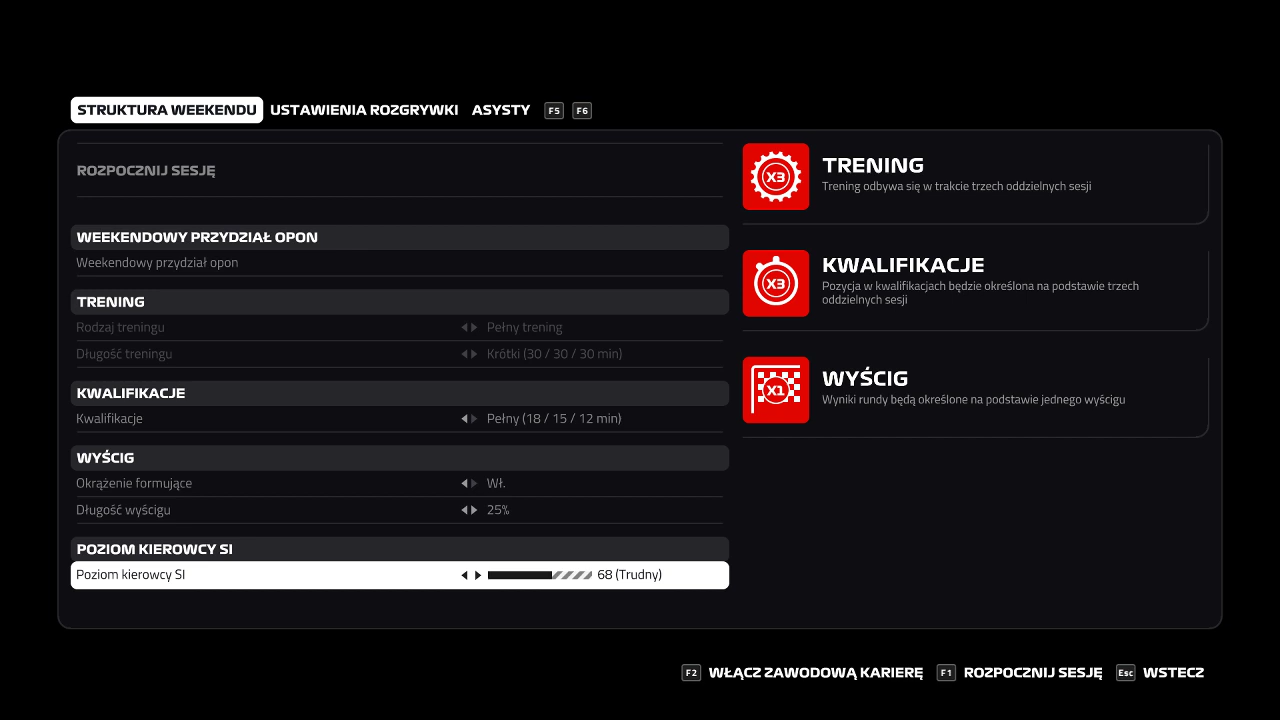 STRUKTURA WEEKENDU USTAWIENIA ROZGRYWKI ASYSTY F5 F6
ROZPOCZNIJ SESJĘ
WEEKENDOWY PRZYDZIAŁ OPON
Weekendowy przydział opon
TRENING
Rodzaj treningu Pełny trening
Długość treningu Krótki (30 / 30 / 30 min)
KWALIFIKACJE
Kwalifikacje Pełny (18 / 15 / 12 min)
WYŚCIG
Okrążenie formujące Wł.
Długość wyścigu 25%
POZIOM KIEROWCY SI
Poziom kierowcy SI 68 (Trudny)
X3
TRENING
Trening odbywa się w trakcie trzech oddzielnych sesji
X3
KWALIFIKACJE
Pozycja w kwalifikacjach będzie określona na podstawie trzech
oddzielnych sesji
X1
WYŚCIG
Wyniki rundy będą określone na podstawie jednego wyścigu
F2 WŁĄCZ ZAWODOWĄ KARIERĘ F1 ROZPOCZNIJ SESJĘ Esc WSTECZ